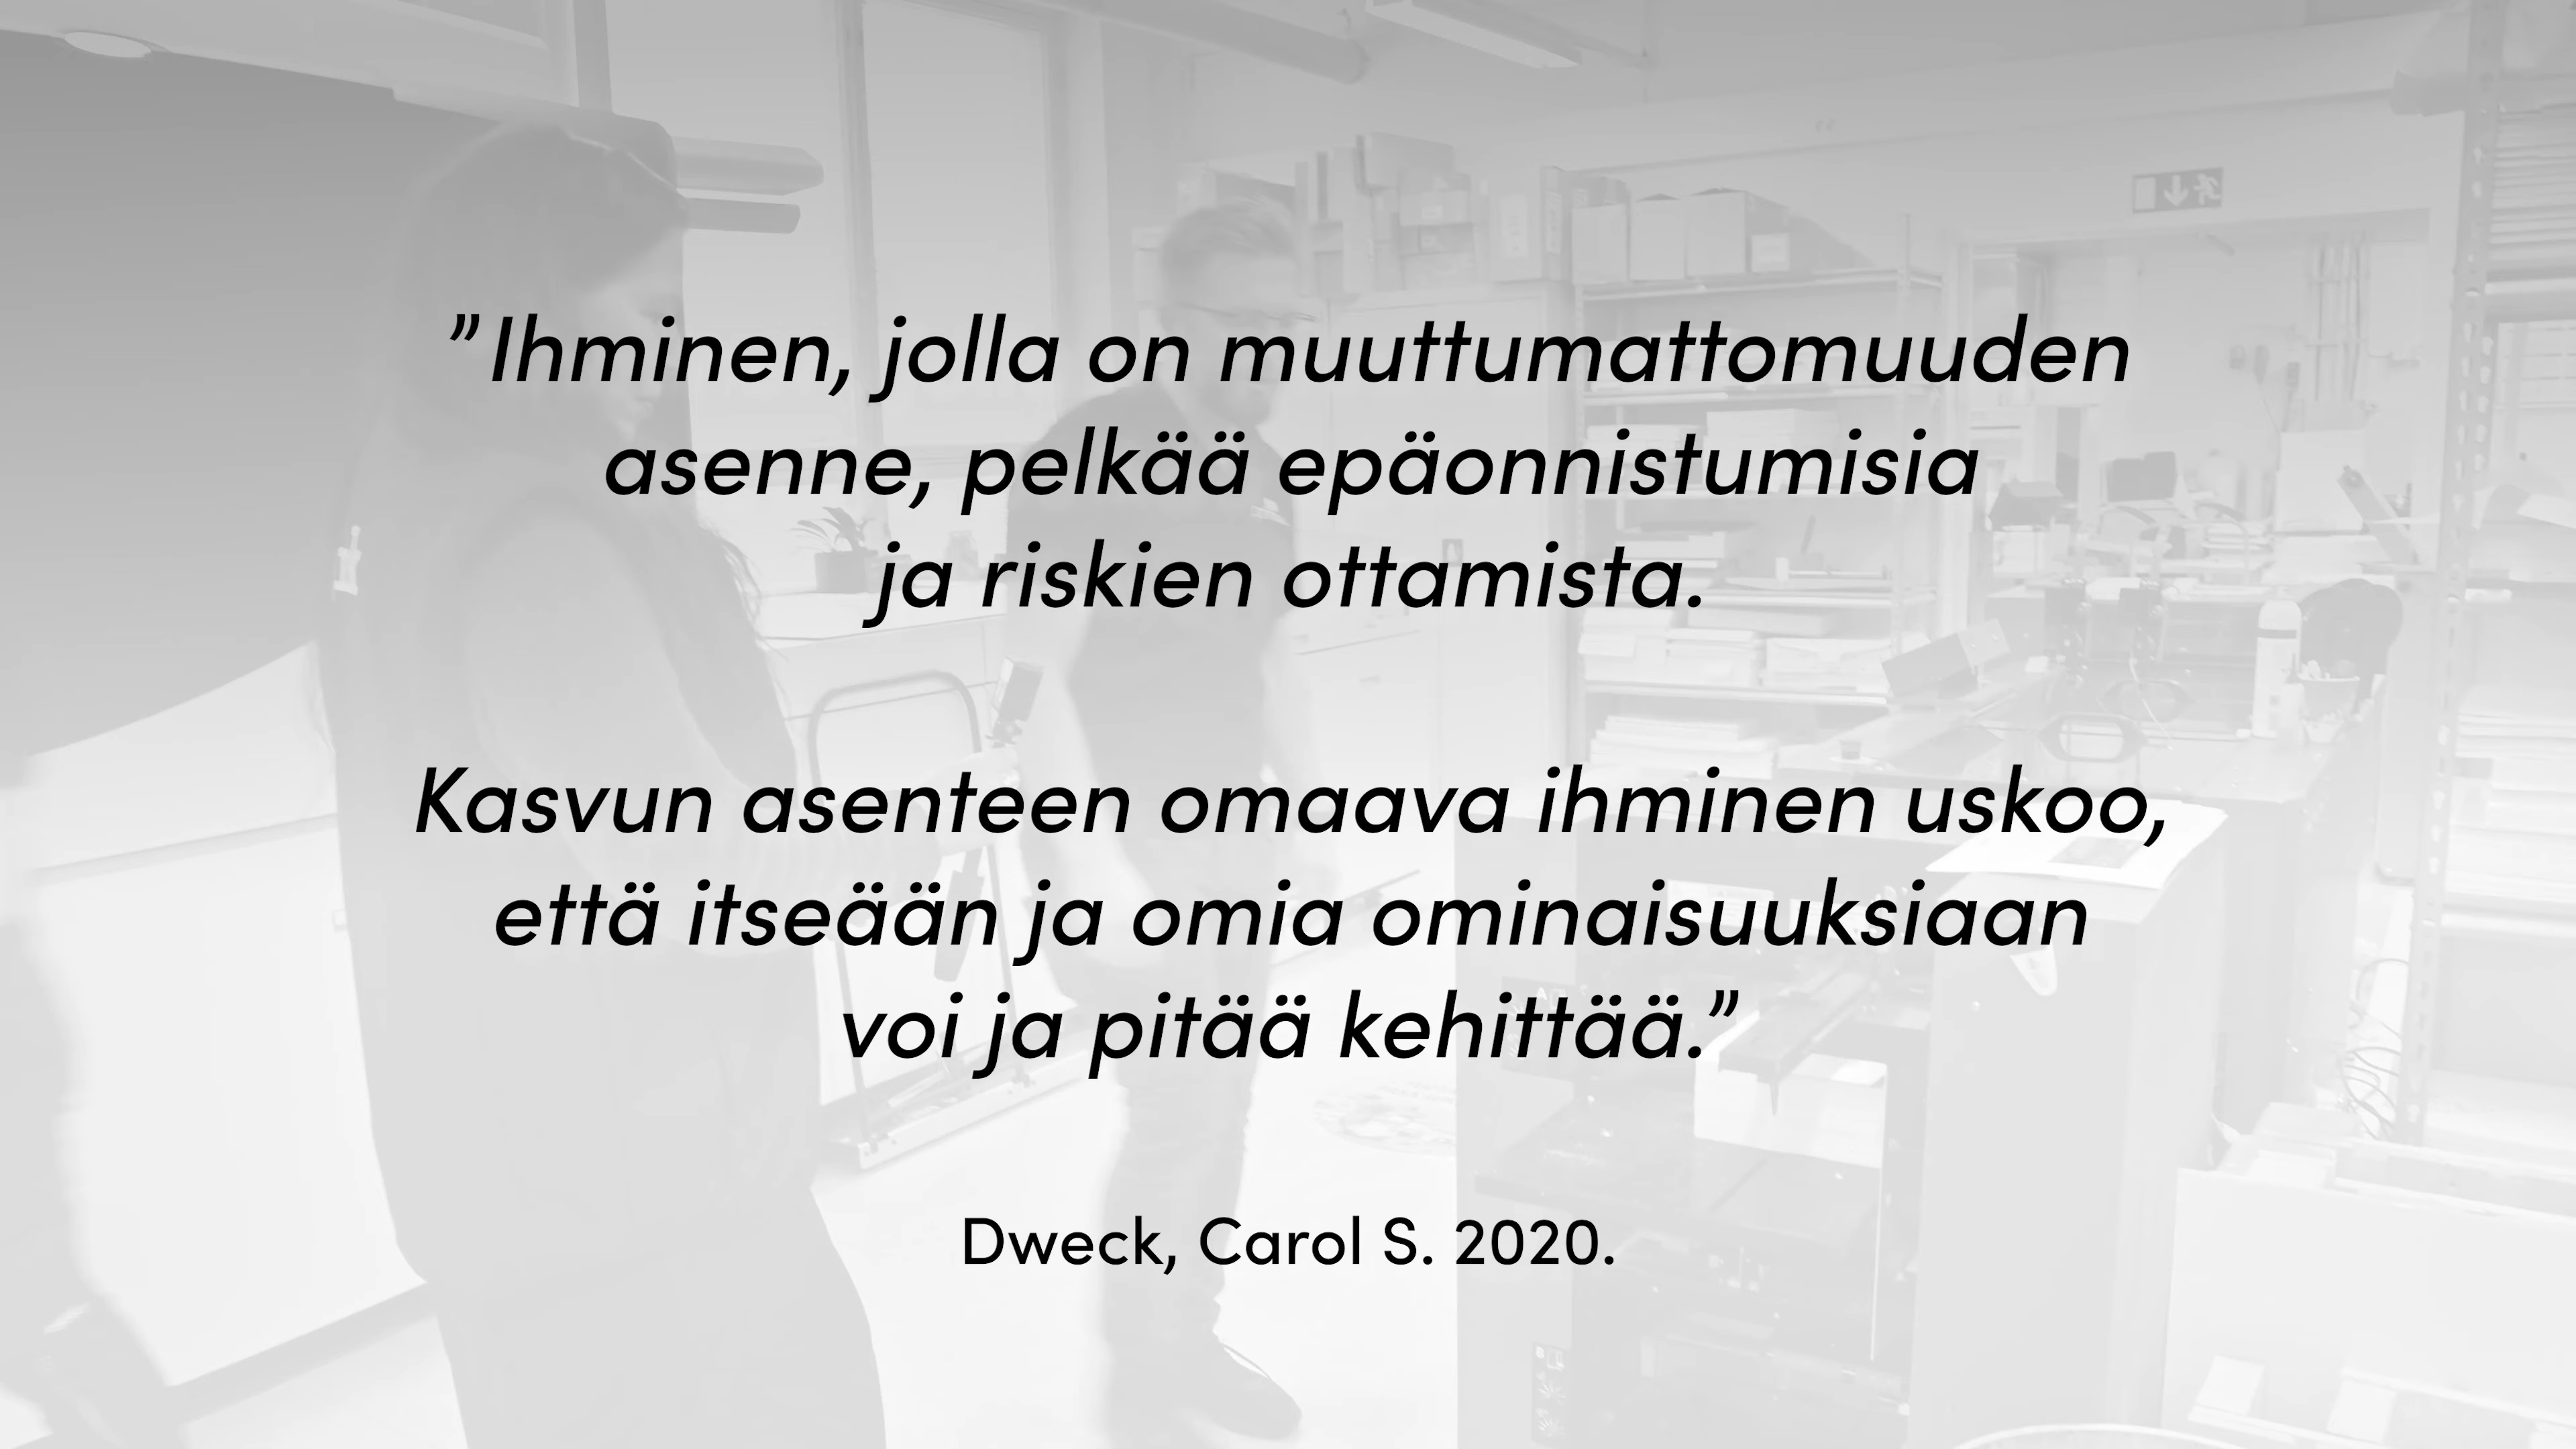 ”Ihminen, jolla on muuttumattomuuden
asenne, pelkää epäonnistumisia
ja riskien ottamista.
Kasvun asenteen omaava ihminen uskoo,
että itseään ja omia ominaisuuksiaan
voi ja pitää kehittää.”
Dweck, Carol S. 2020.